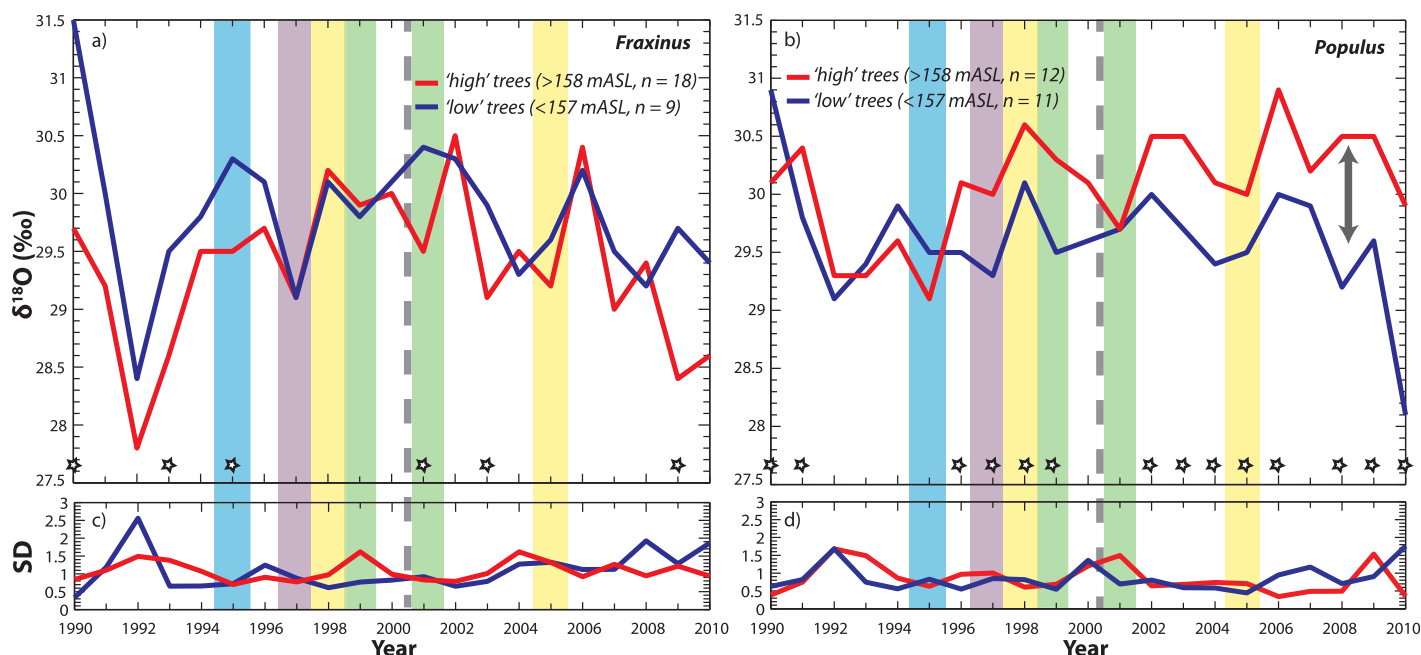 a)
Fraxinus
'high' trees (>158 mASL, n = 18)
'low' trees (<157 mASL, n = 9)
31.5
31
30.5
30
29.5
29
28.5
28
27.5
δ¹⁸O (‰)
b)
Populus
'high' trees (>158 mASL, n = 12)
'low' trees (<157 mASL, n = 11)
31.5
31
30.5
30
29.5
29
28.5
28
27.5
c)
3
2.5
2
1.5
1
0.5
0
SD
1990 1992 1994 1996 1998 2000 2002 2004 2006 2008 2010
Year
d)
3
2.5
2
1.5
1
0.5
0
1990 1992 1994 1996 1998 2000 2002 2004 2006 2008 2010
Year